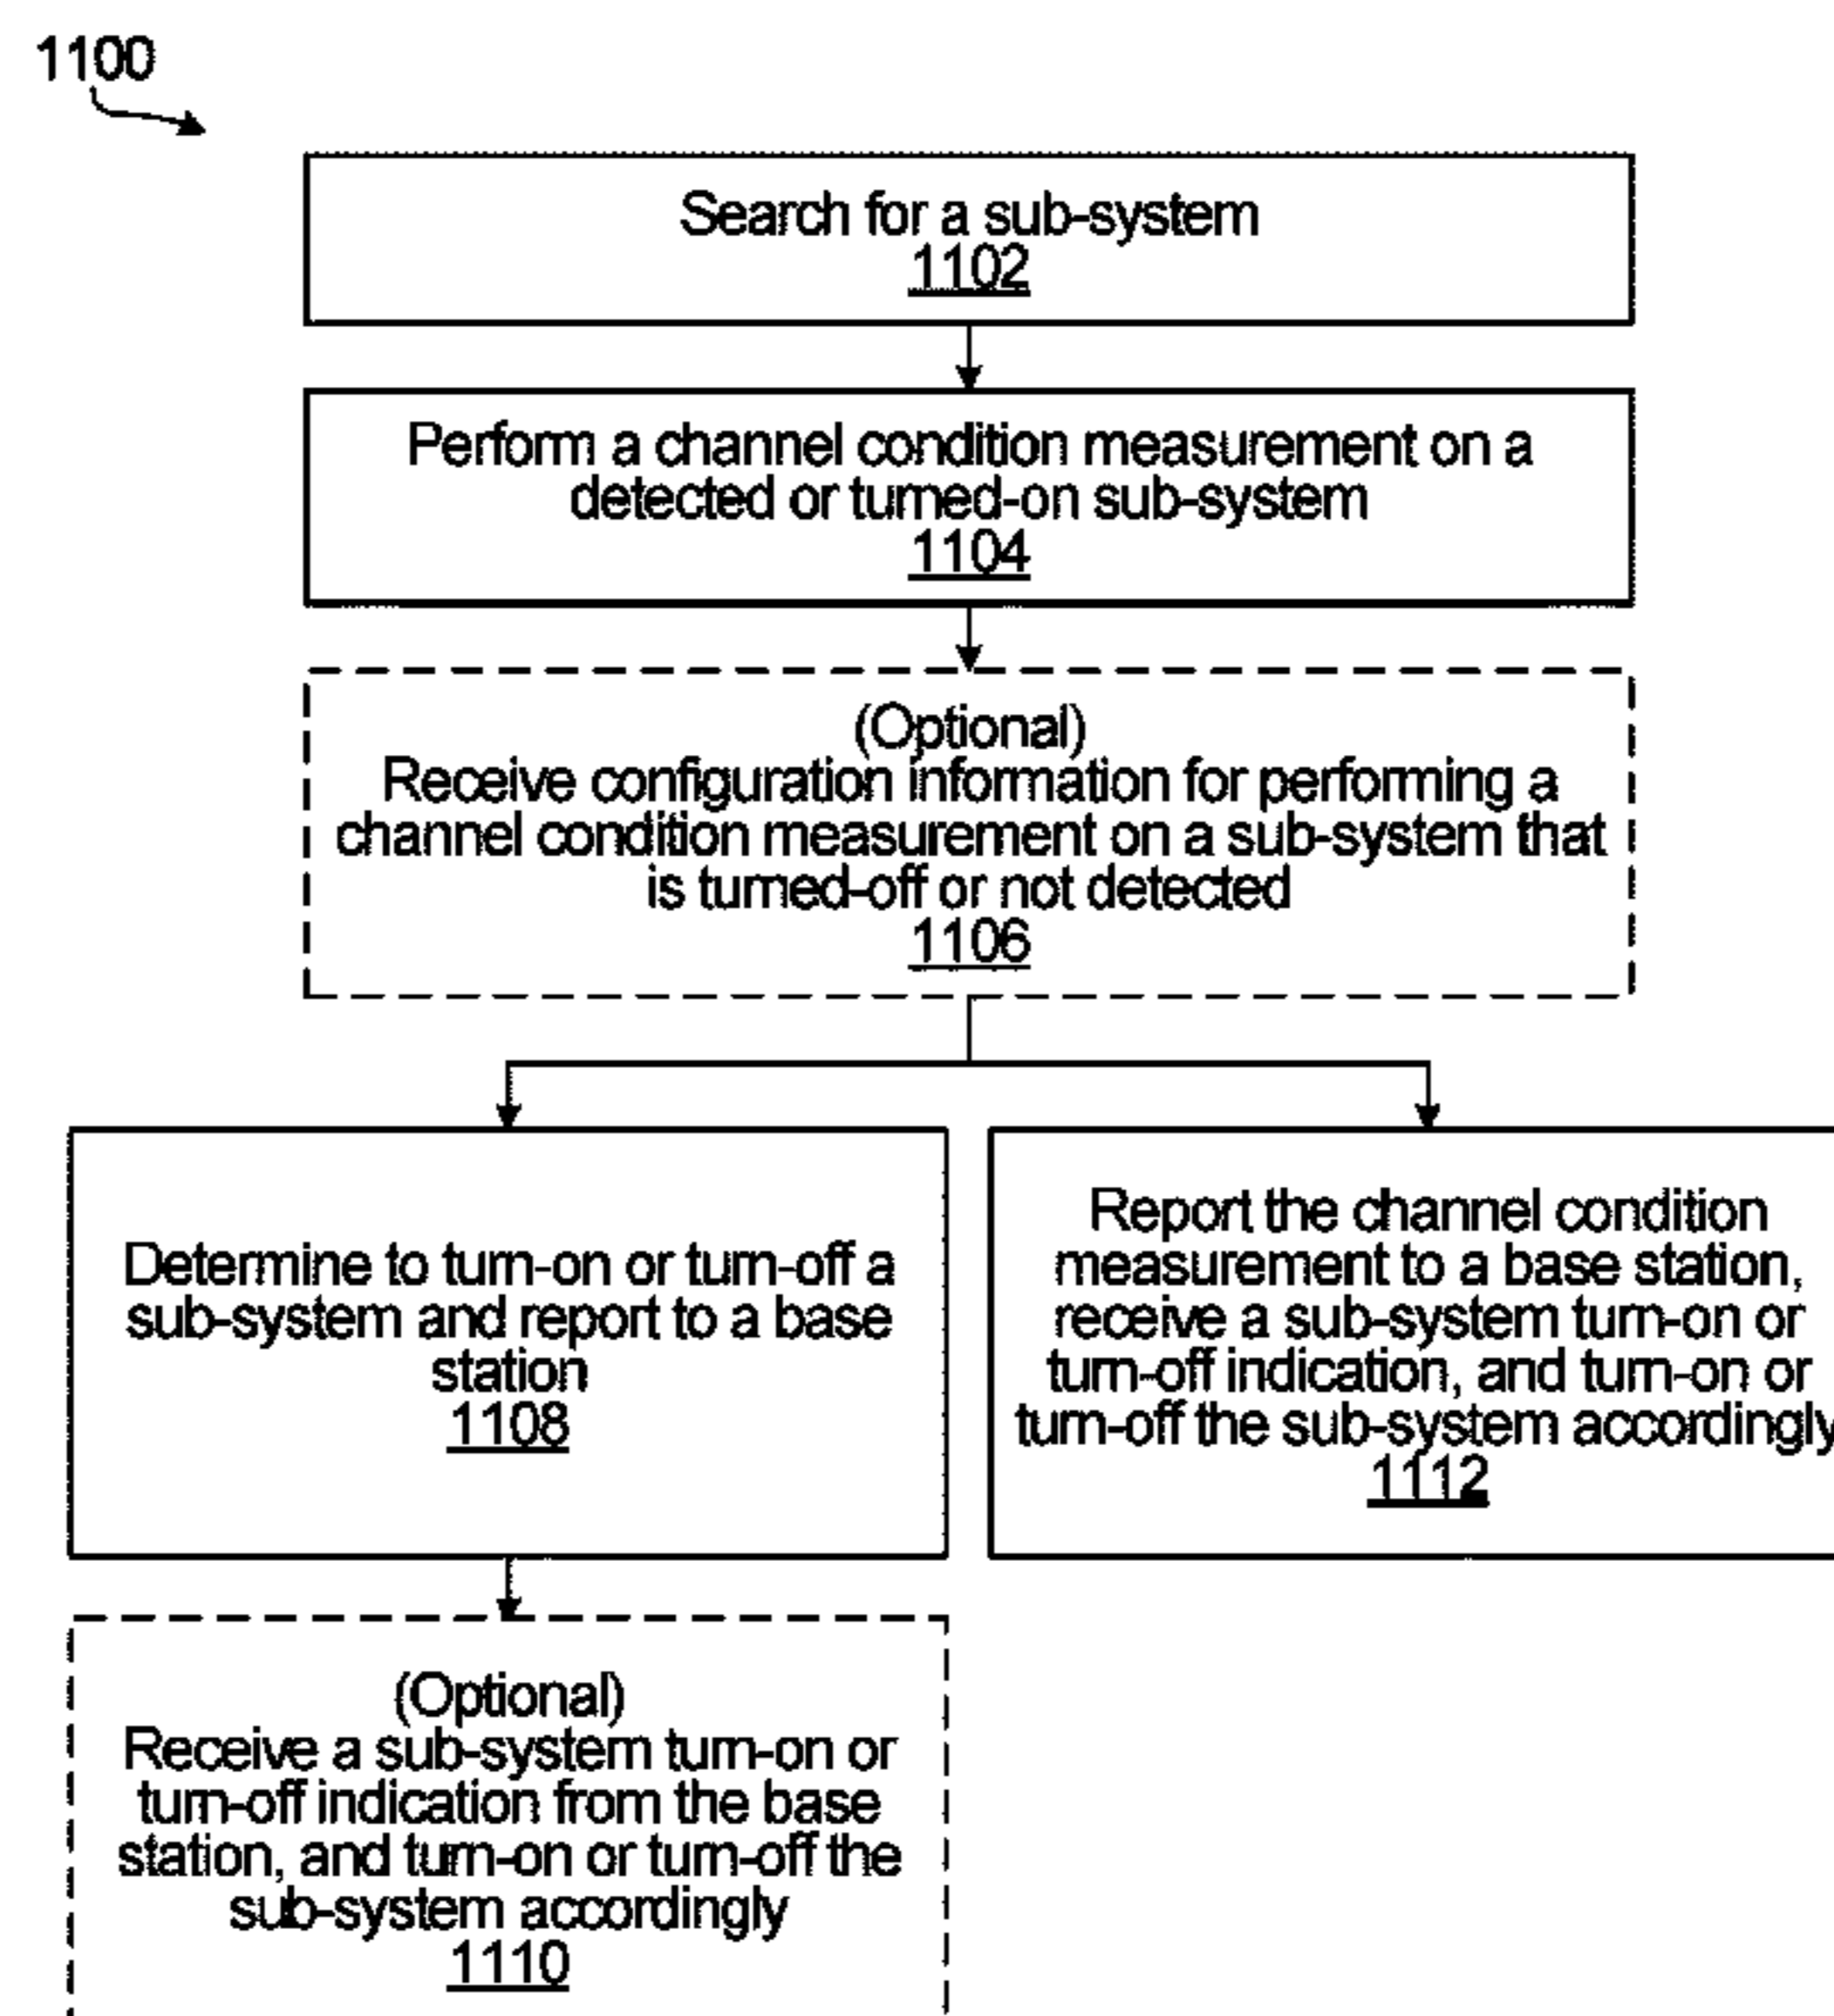 1100
Search for a sub-system
1102
Perform a channel condition measurement on a
detected or turned-on sub-system
1104
(Optional)
Receive configuration information for performing a
channel condition measurement on a sub-system that
is turned-off or not detected
1106
Determine to turn-on or turn-off a
sub-system and report to a base
station
1108
Report the channel condition
measurement to a base station,
receive a sub-system turn-on or
turn-off indication, and turn-on or
turn-off the sub-system accordingly
1112
(Optional)
Receive a sub-system turn-on or
turn-off indication from the base
station, and turn-on or turn-off the
sub-system accordingly
1110